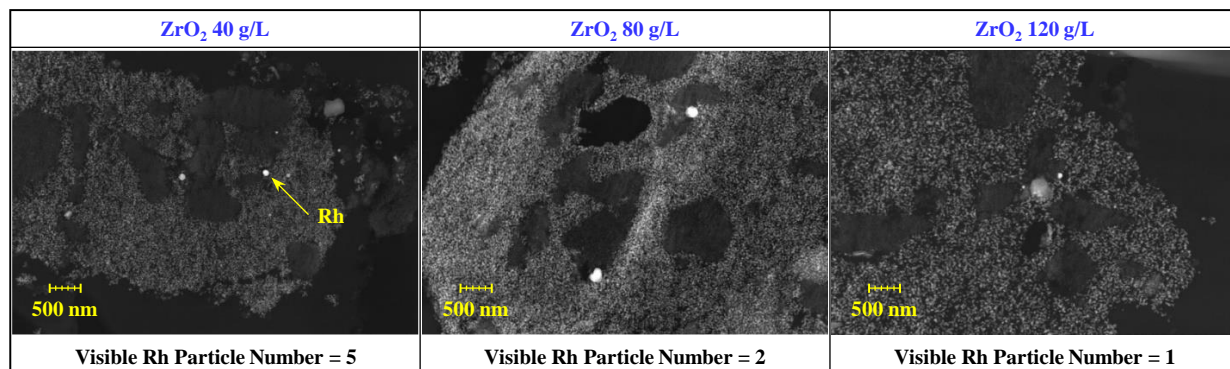 ZrO₂ 40 g/L
ZrO₂ 80 g/L
ZrO₂ 120 g/L
Rh
500 nm
500 nm
500 nm
Visible Rh Particle Number = 5
Visible Rh Particle Number = 2
Visible Rh Particle Number = 1